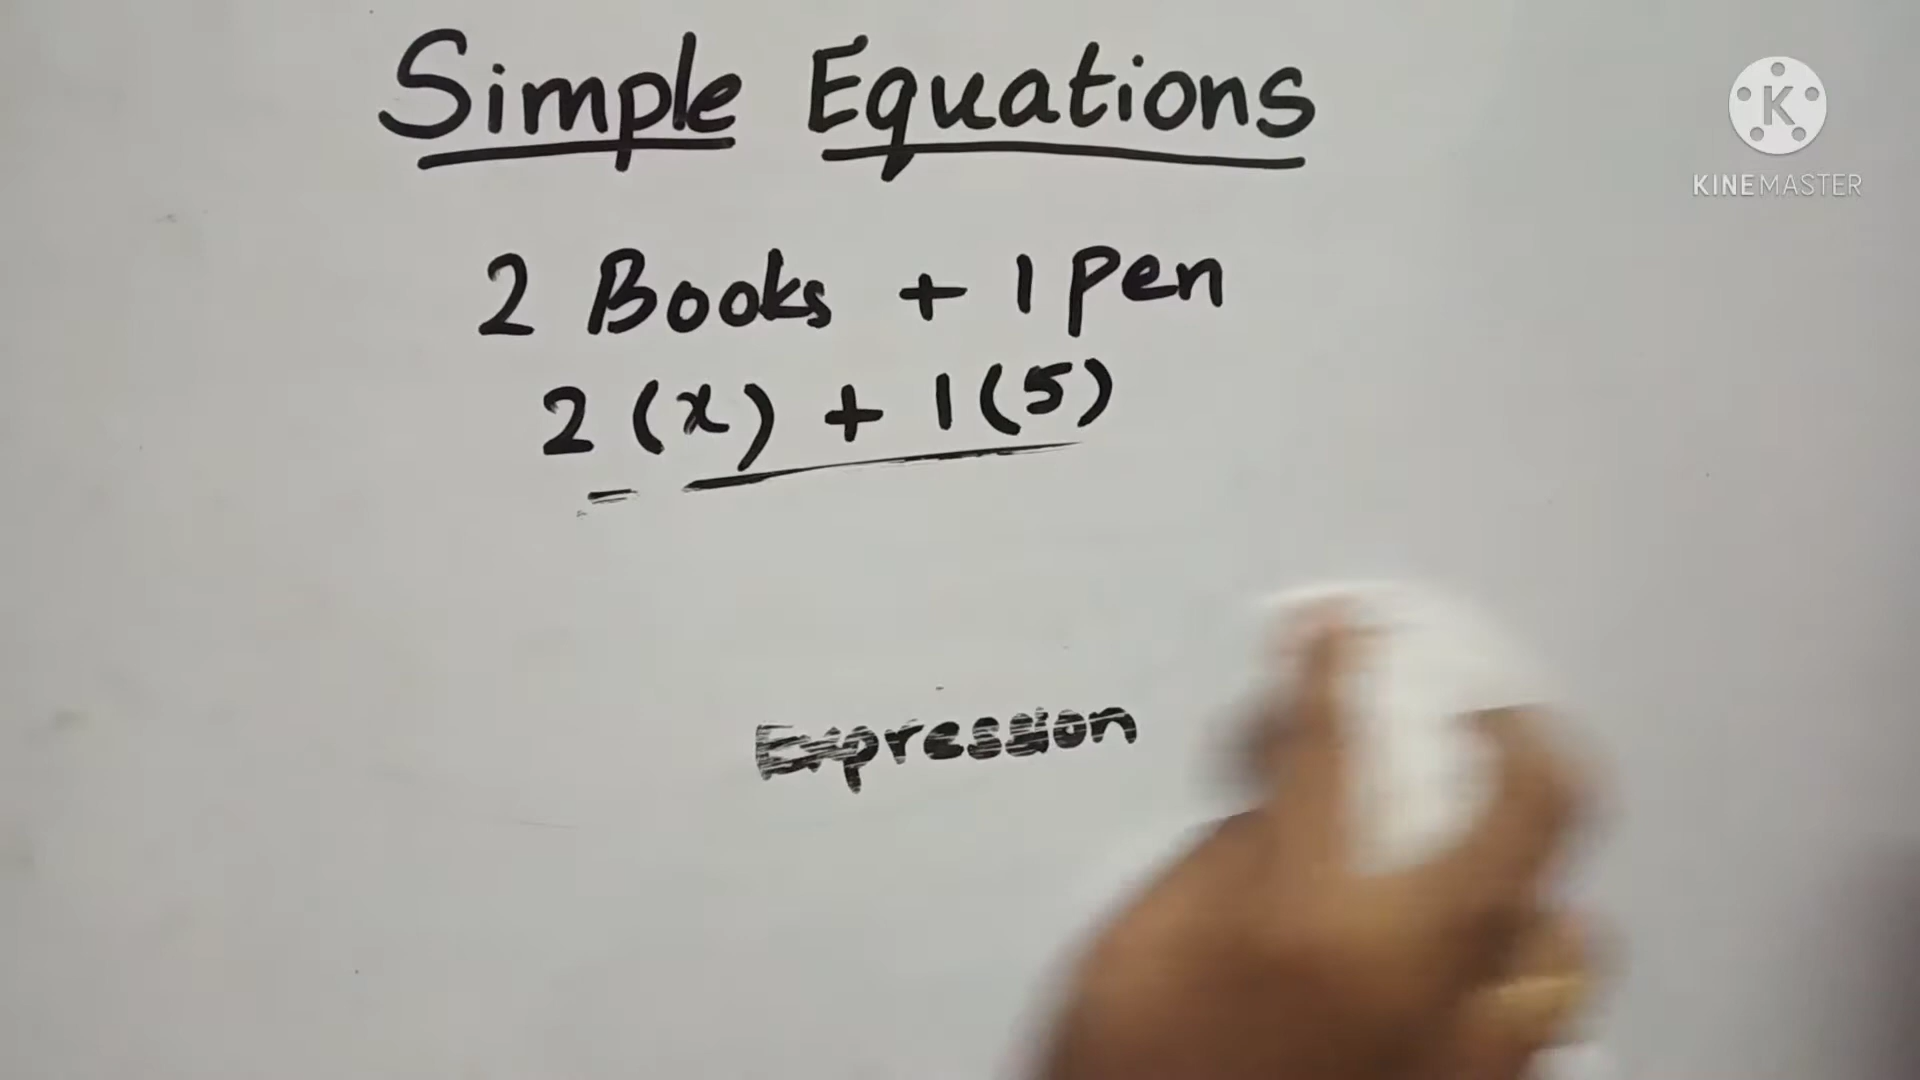 Simple Equations
K
KINEMASTER
2 Books + 1 Pen
2 (x) + 1 (5)
Expression